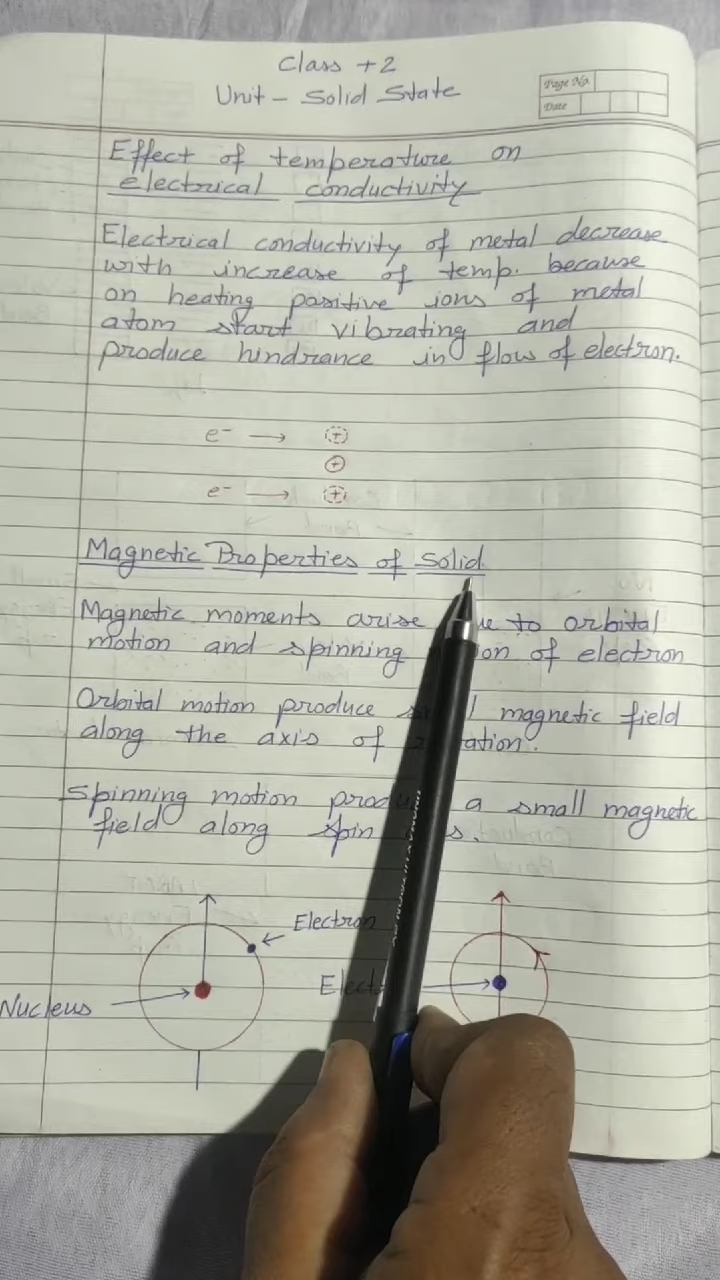 Class +2
Unit - Solid State
Page No.
Date
Effect of temperature on
electrical conductivity
Electrical conductivity of metal decrease
with increase of temp. because
on heating positive ions of metal
atom start vibrating and
produce hindrance in flow of electron.
e- → (+)
(+)
e- → (+)
Magnetic Properties of Solid
Magnetic moments arise to orbital
motion and spinning of electron
Orbital motion produce magnetic field
along the axis of
Spinning motion a small magnetic
field along spin
Electron
Nucleus